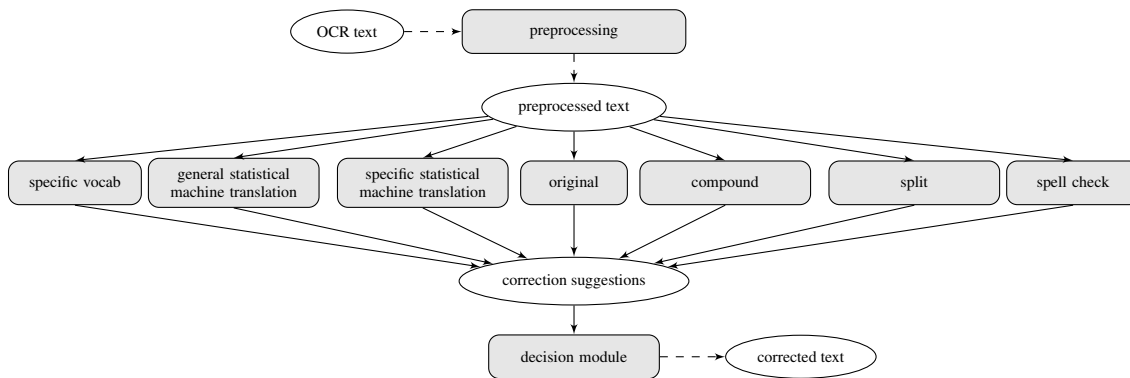 OCR text
preprocessing
preprocessed text
specific vocab
general statistical
machine translation
specific statistical
machine translation
original
compound
split
spell check
correction suggestions
decision module
corrected text